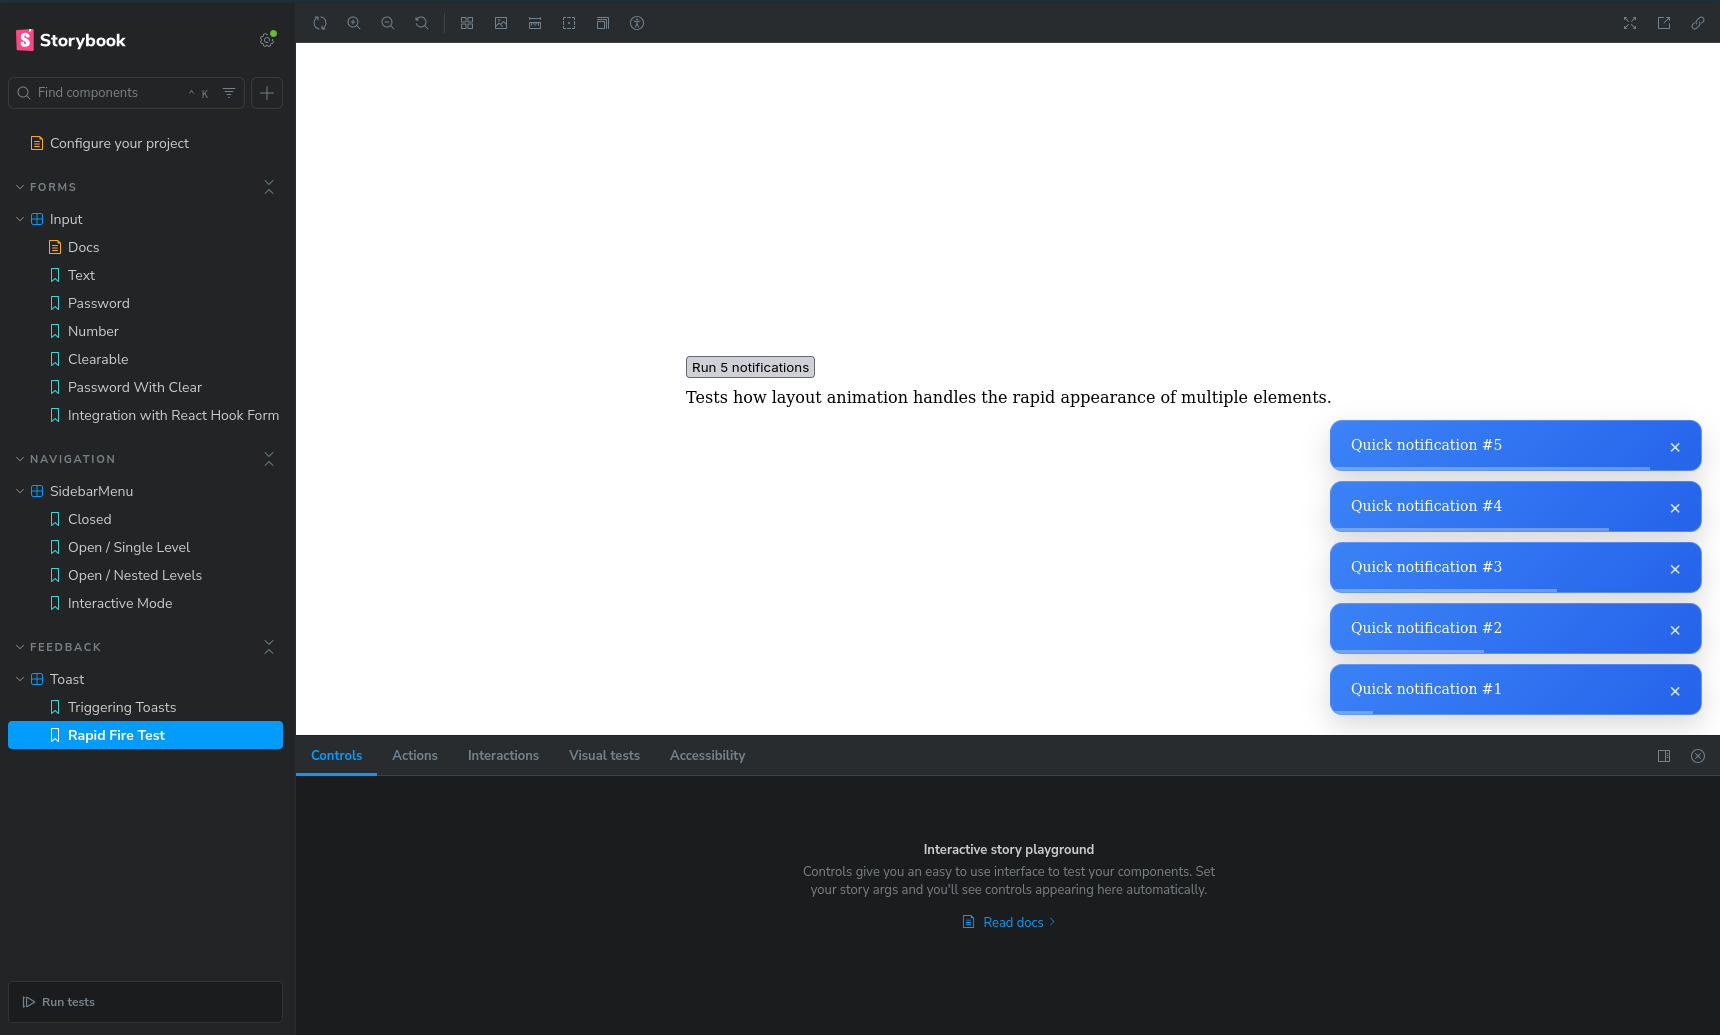 Storybook
Find components
^ K
Configure your project
FORMS
Input
Docs
Text
Password
Number
Clearable
Password With Clear
Integration with React Hook Form
NAVIGATION
SidebarMenu
Closed
Open / Single Level
Open / Nested Levels
Interactive Mode
FEEDBACK
Toast
Triggering Toasts
Rapid Fire Test
Run tests
Run 5 notifications
Tests how layout animation handles the rapid appearance of multiple elements.
Quick notification #5
Quick notification #4
Quick notification #3
Quick notification #2
Quick notification #1
Controls Actions Interactions Visual tests Accessibility
Interactive story playground
Controls give you an easy to use interface to test your components. Set
your story args and you'll see controls appearing here automatically.
Read docs